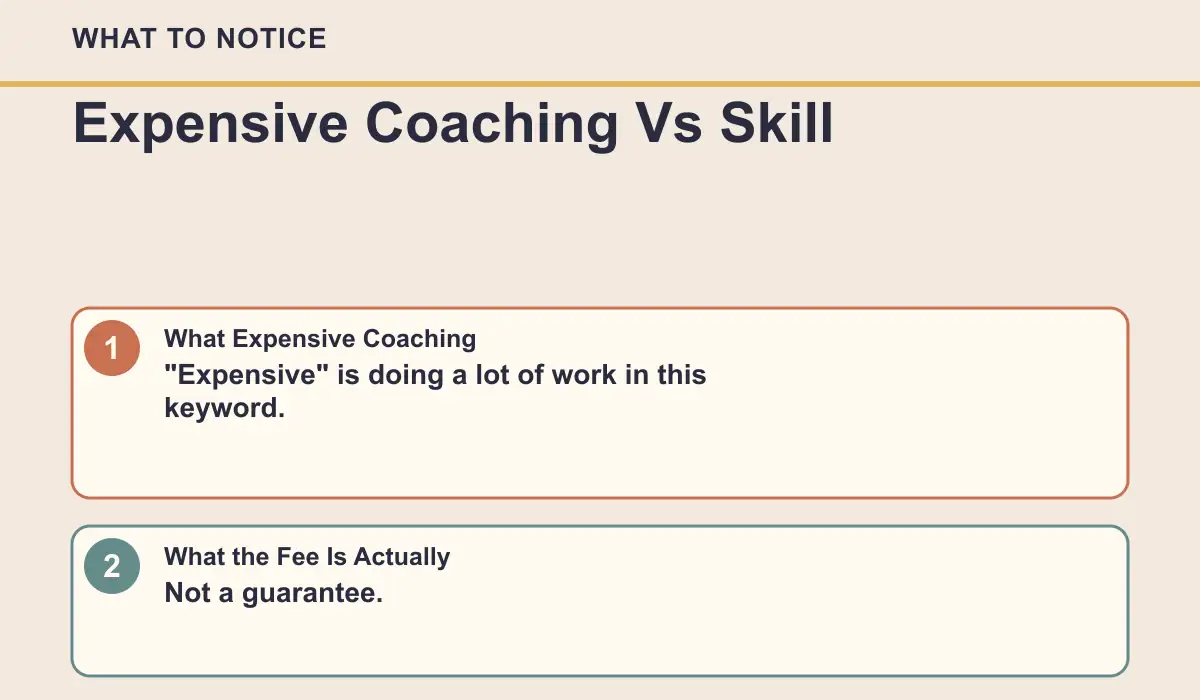 WHAT TO NOTICE
Expensive Coaching Vs Skill
1
What Expensive Coaching
"Expensive" is doing a lot of work in this
keyword.
2
What the Fee Is Actually
Not a guarantee.